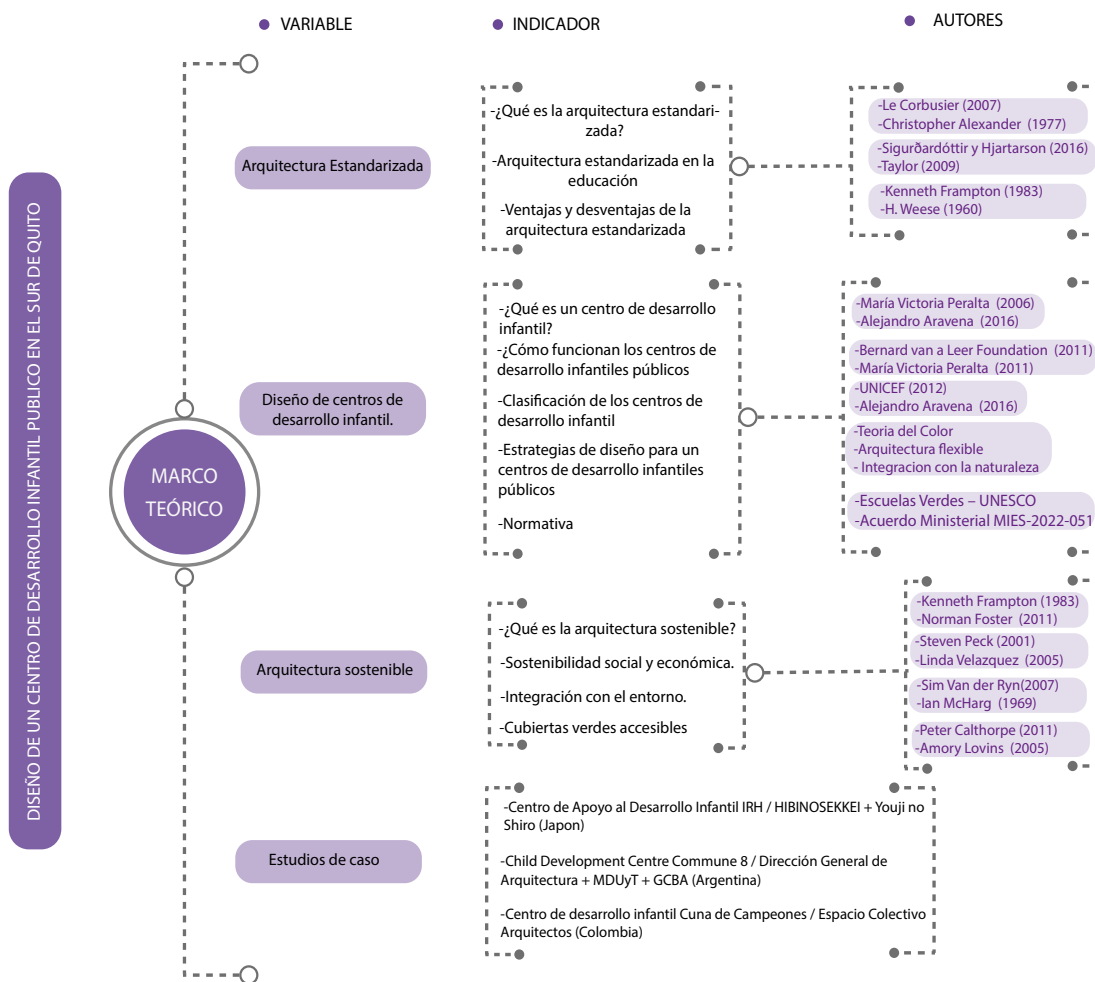 ● VARIABLE
● INDICADOR
● AUTORES
DISEÑO DE UN CENTRO DE DESARROLLO INFANTIL PUBLICO EN EL SUR DE QUITO
MARCO
TEÓRICO
Arquitectura Estandarizada
-¿Qué es la arquitectura estandari-
zada?
-Arquitectura estandarizada en la
educación
-Ventajas y desventajas de la
arquitectura estandarizada
-Le Corbusier (2007)
-Christopher Alexander (1977)
-Sigurðardóttir y Hjartarson (2016)
-Taylor (2009)
-Kenneth Frampton (1983)
-H. Weese (1960)
Diseño de centros de
desarrollo infantil.
-¿Qué es un centro de desarrollo
infantil?
-¿Cómo funcionan los centros de
desarrollo infantiles públicos
-Clasificación de los centros de
desarrollo infantil
-Estrategias de diseño para un
centros de desarrollo infantiles
públicos
-Normativa
-María Victoria Peralta (2006)
-Alejandro Aravena (2016)
-Bernard van a Leer Foundation (2011)
-María Victoria Peralta (2011)
-UNICEF (2012)
-Alejandro Aravena (2016)
-Teoria del Color
-Arquitectura flexible
- Integracion con la naturaleza
-Escuelas Verdes – UNESCO
-Acuerdo Ministerial MIES-2022-051
Arquitectura sostenible
-¿Qué es la arquitectura sostenible?
-Sostenibilidad social y económica.
-Integración con el entorno.
-Cubiertas verdes accesibles
-Kenneth Frampton (1983)
-Norman Foster (2011)
-Steven Peck (2001)
-Linda Velazquez (2005)
-Sim Van der Ryn(2007)
-Ian McHarg (1969)
-Peter Calthorpe (2011)
-Amory Lovins (2005)
Estudios de caso
-Centro de Apoyo al Desarrollo Infantil IRH / HIBINOSEKKEI + Youji no
Shiro (Japon)
-Child Development Centre Commune 8 / Dirección General de
Arquitectura + MDUyT + GCBA (Argentina)
-Centro de desarrollo infantil Cuna de Campeones / Espacio Colectivo
Arquitectos (Colombia)